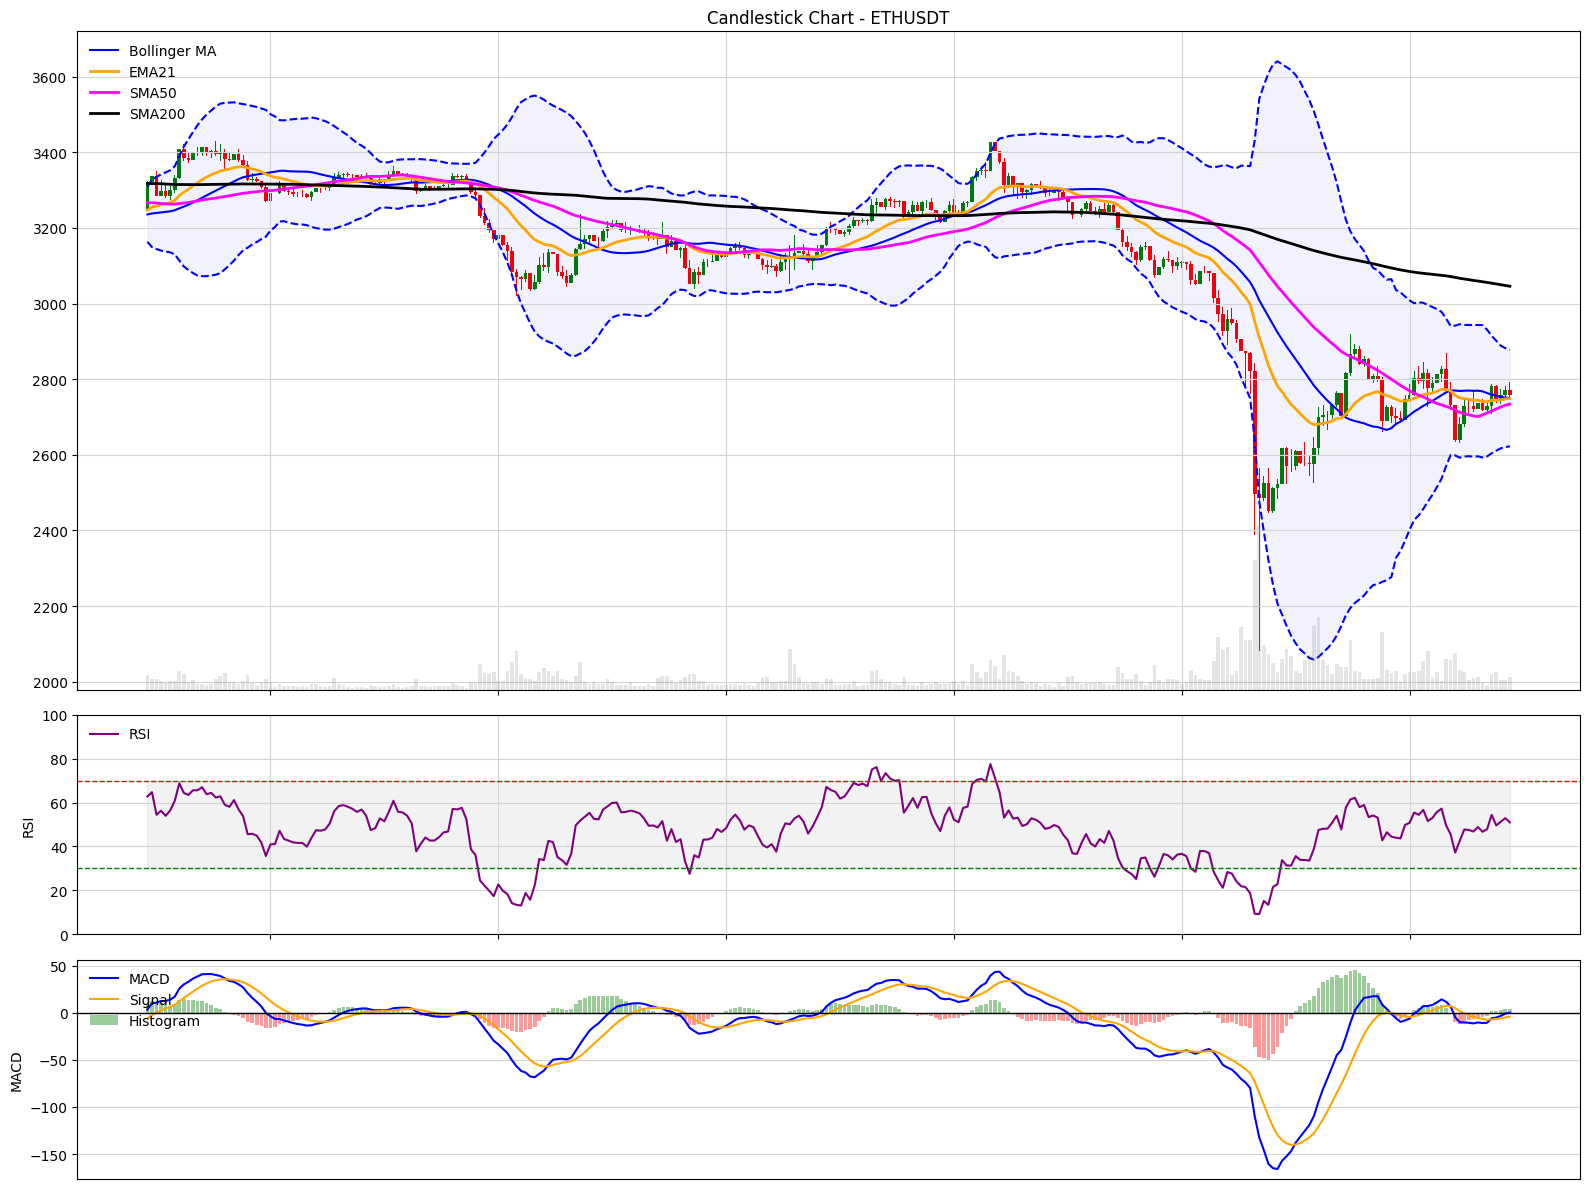 Candlestick Chart - ETHUSDT
Bollinger MA
EMA21
SMA50
SMA200
3600
3400
3200
3000
2800
2600
2400
2200
2000
RSI
100
80
60
40
20
0
RSI
MACD
Signal
Histogram
50
0
−50
−100
−150
MACD